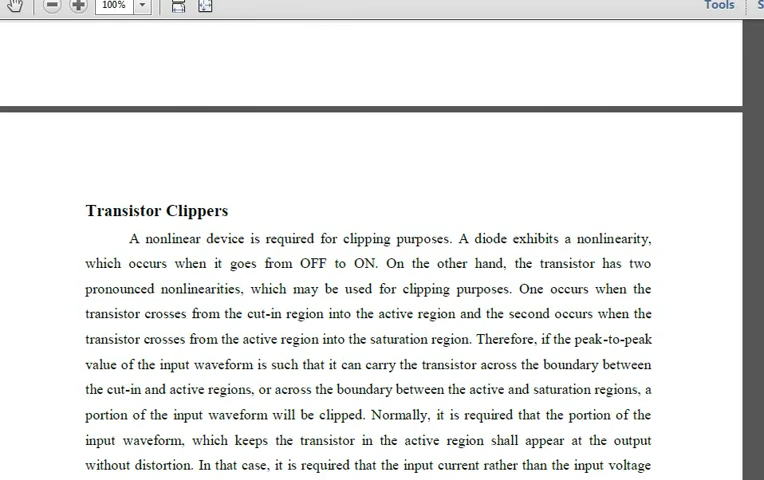 100%
Tools
S
Transistor Clippers
A nonlinear device is required for clipping purposes. A diode exhibits a nonlinearity,
which occurs when it goes from OFF to ON. On the other hand, the transistor has two
pronounced nonlinearities, which may be used for clipping purposes. One occurs when the
transistor crosses from the cut-in region into the active region and the second occurs when the
transistor crosses from the active region into the saturation region. Therefore, if the peak-to-peak
value of the input waveform is such that it can carry the transistor across the boundary between
the cut-in and active regions, or across the boundary between the active and saturation regions, a
portion of the input waveform will be clipped. Normally, it is required that the portion of the
input waveform, which keeps the transistor in the active region shall appear at the output
without distortion. In that case, it is required that the input current rather than the input voltage